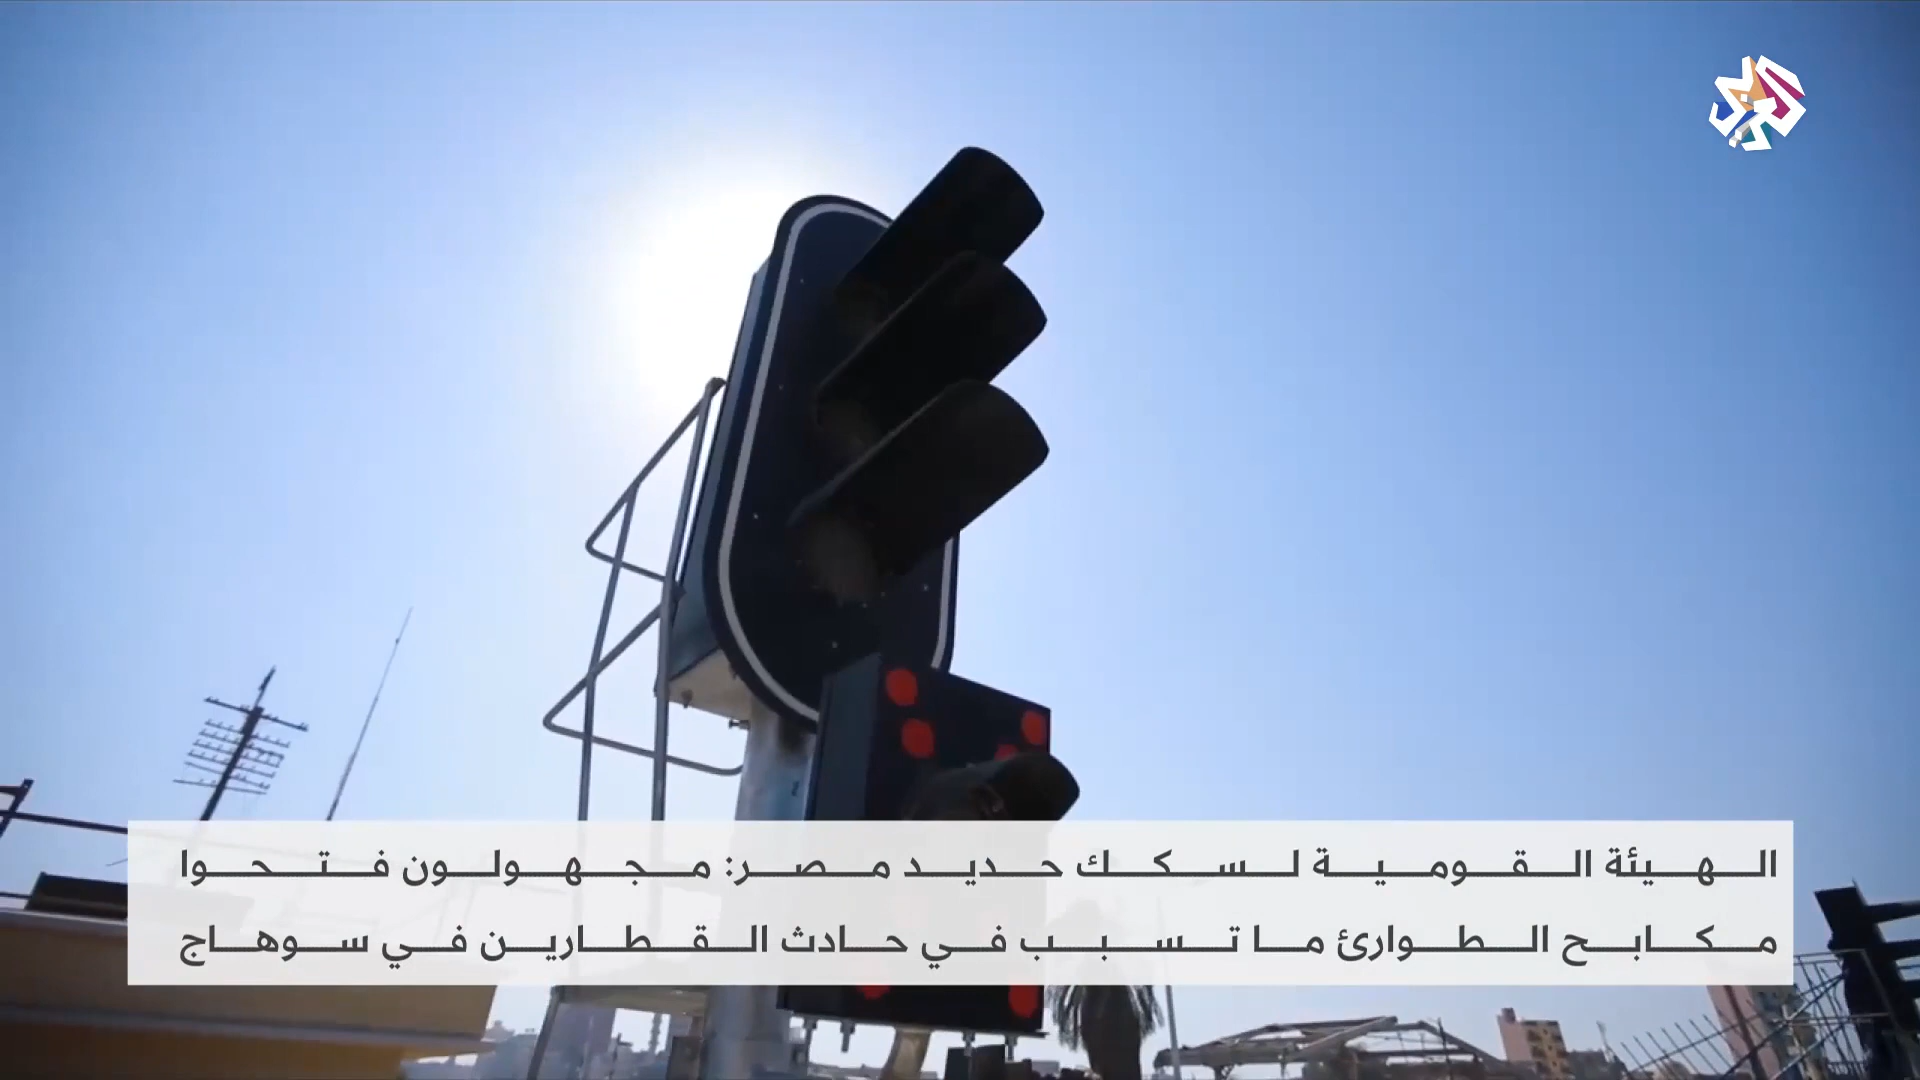 الهيئة القومية لسكك حديد مصر: مجهولون فتحوا
مكابح الطوارئ ما تسبب في حادث القطارين في سوهاج